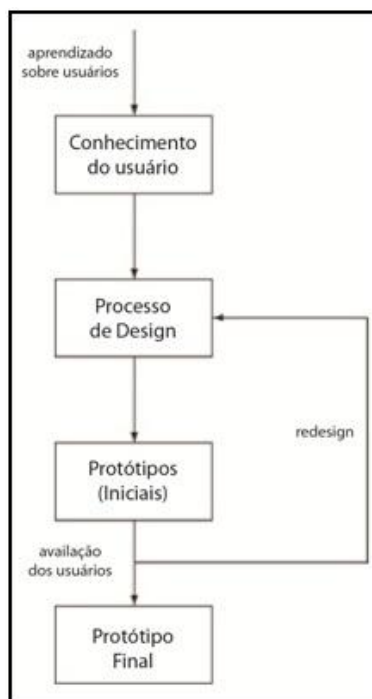 aprendizado
sobre usuários
Conhecimento
do usuário
Processo
de Design
redesign
Protótipos
(Iniciais)
availação
dos usuários
Protótipo
Final